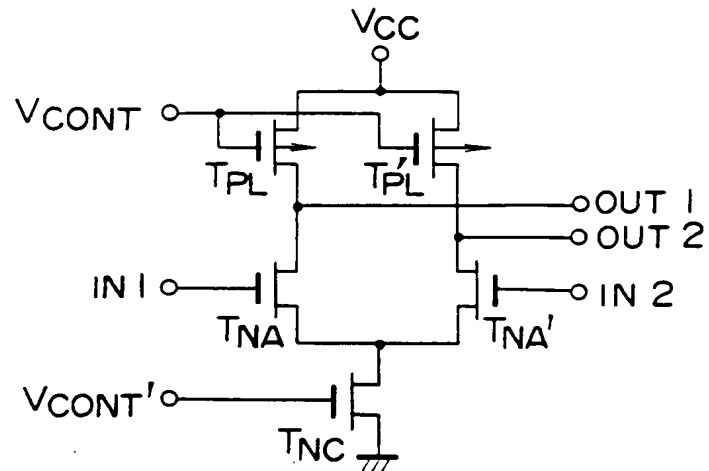 VCC
VCONT
TPL
TPL'
OUT 1
OUT 2
IN 1
IN 2
TNA
TNA'
VCONT'
TNC